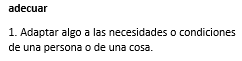 adecuar
1. Adaptar algo a las necesidades o condiciones
de una persona o de una cosa.